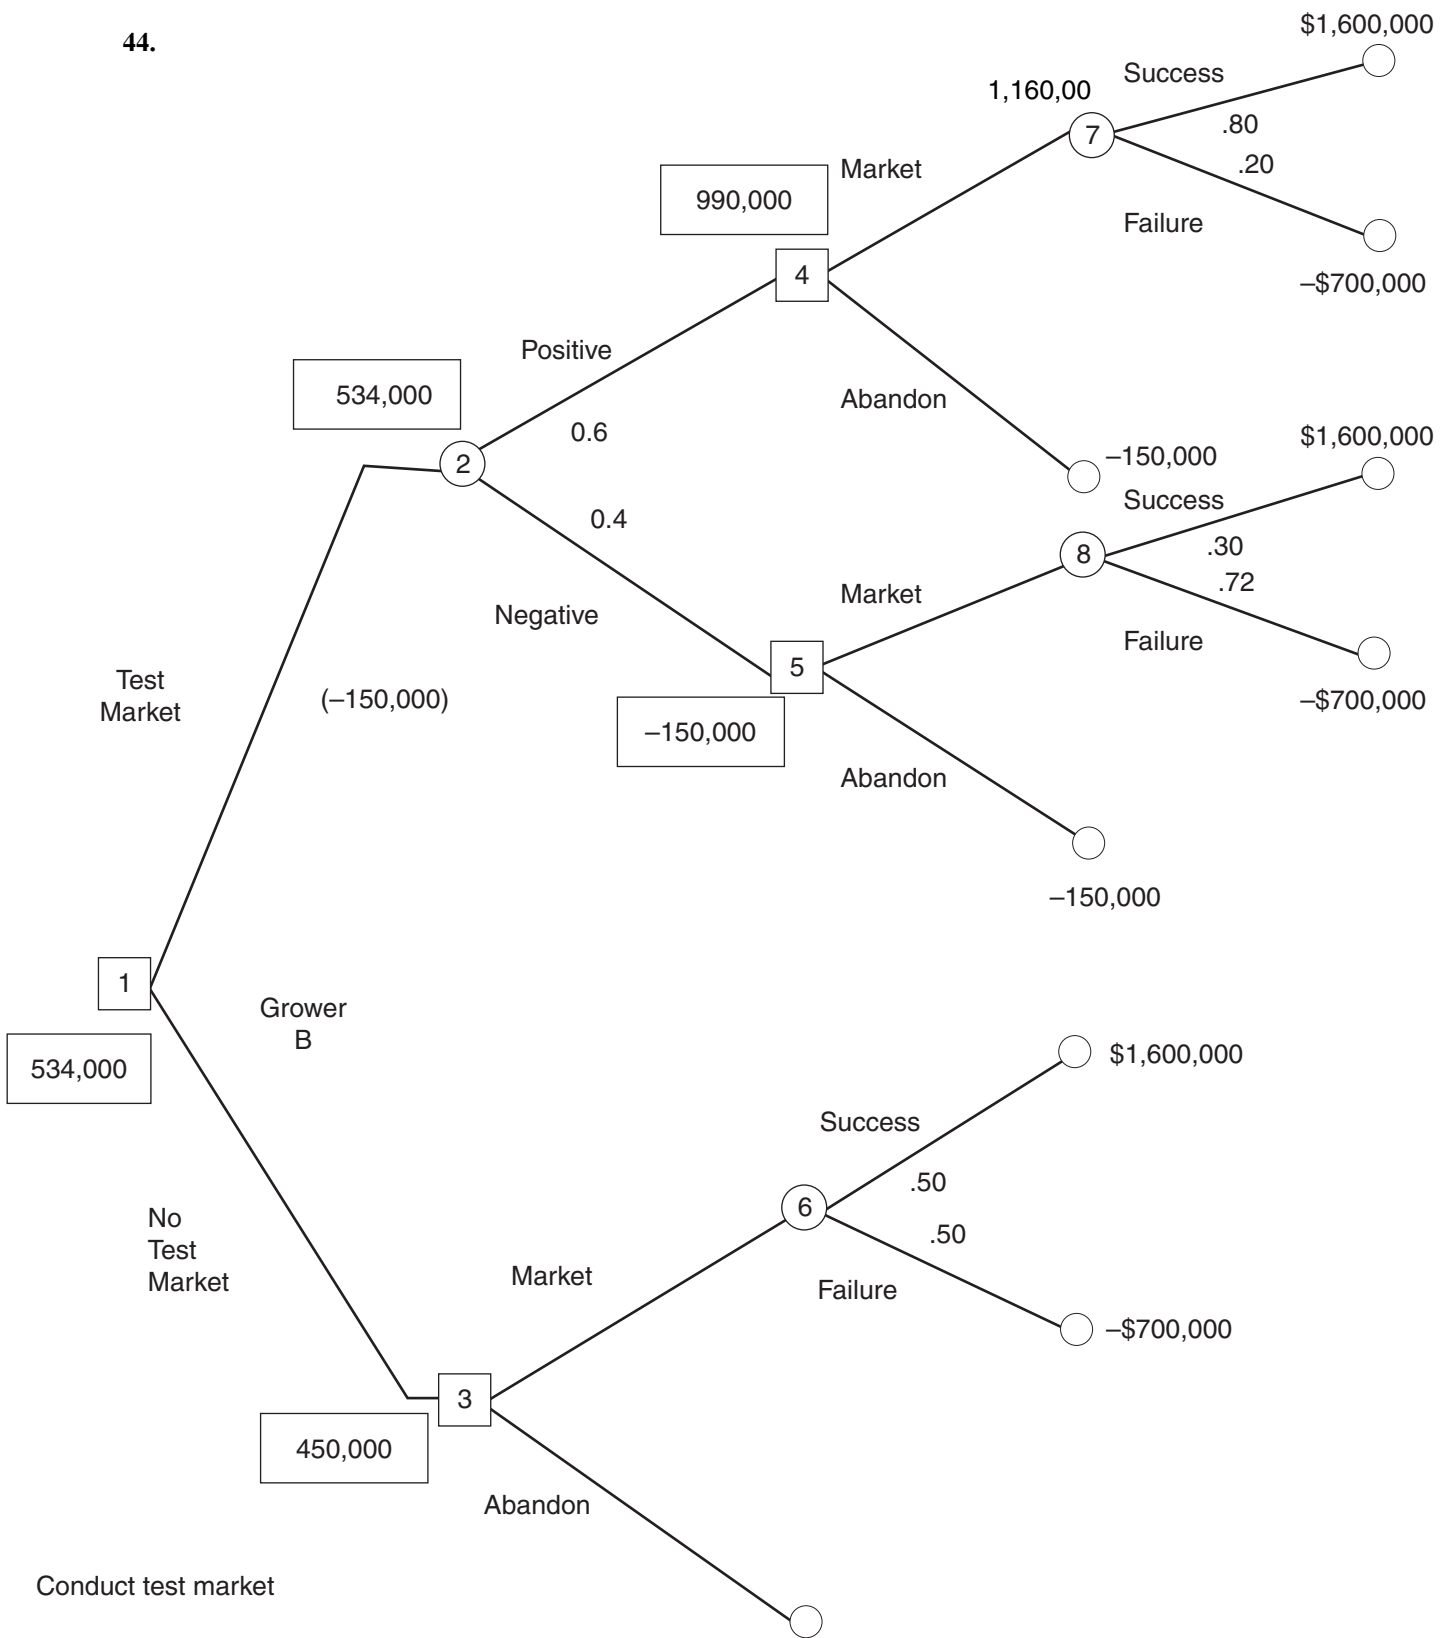 44.
$1,600,000
Success
1,160,00
7
.80
.20
Market
990,000
Failure
4
–$700,000
Positive
534,000
Abandon
0.6
$1,600,000
2
–150,000
Success
0.4
.30
8
.72
Market
Negative
Failure
5
Test
Market
(–150,000)
–$700,000
–150,000
Abandon
–150,000
1
Grower
B
$1,600,000
534,000
Success
.50
6
No
Test
Market
.50
Market
Failure
–$700,000
3
450,000
Abandon
Conduct test market